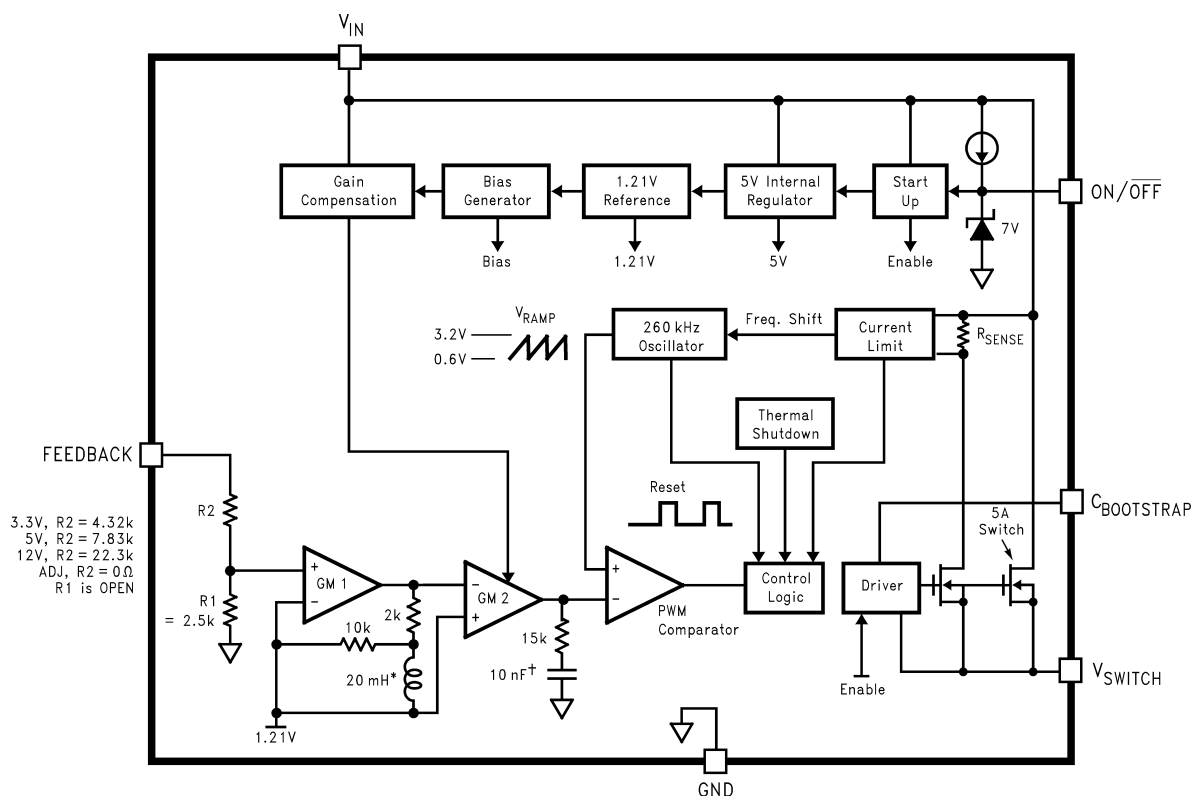 VIN
Gain
Compensation
Bias
Generator
1.21V
Reference
5V Internal
Regulator
Start
Up
ON/OFF
7V
Bias
1.21V
5V
Enable
VRAMP
3.2V
0.6V
260 kHz
Oscillator
Freq. Shift
Current
Limit
RSENSE
Thermal
Shutdown
FEEDBACK
Reset
CBOOTSTRAP
5A
Switch
R2
3.3V, R2 = 4.32k
5V, R2 = 7.83k
12V, R2 = 22.3k
ADJ, R2 = 0Ω
R1 is OPEN
R1
= 2.5k
+
GM 1
−
−
GM 2
+
+
−
PWM
Comparator
Control
Logic
Driver
2k
10k
20 mH*
15k
10 nF†
1.21V
Enable
VSWITCH
GND